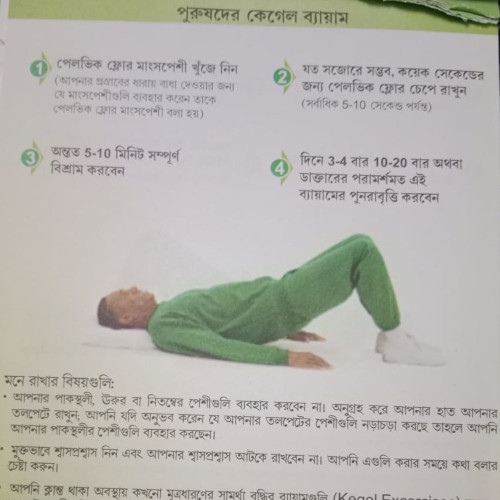 পুরুষদের কেগেল ব্যায়াম
1 পেলভিক ফ্লোর মাংসপেশী খুঁজে নিন
(আপনার প্রস্রাবের ধারায় বাধা দেওয়ার জন্য
যে মাংসপেশীগুলি ব্যবহার করেন তাকে
পেলভিক ফ্লোর মাংসপেশী বলা হয়)
2 যত সজোরে সম্ভব, কয়েক সেকেন্ডের
জন্য পেলভিক ফ্লোর চেপে রাখুন
(সর্বাধিক 5-10 সেকেন্ড পর্যন্ত)
3 অন্তত 5-10 মিনিট সম্পূর্ণ
বিশ্রাম করবেন
4 দিনে 3-4 বার 10-20 বার অথবা
ডাক্তারের পরামর্শমত এই
ব্যায়ামের পুনরাবৃত্তি করবেন
মনে রাখার বিষয়গুলি:
• আপনার পাকস্থলী, ঊরুর বা নিতম্বের পেশীগুলি ব্যবহার করবেন না। অনুগ্রহ করে আপনার হাত আপনার
তলপেটে রাখুন; আপনি যদি অনুভব করেন যে আপনার তলপেটের পেশীগুলি নড়াচড়া করছে তাহলে আপনি
আপনার পাকস্থলীর পেশীগুলি ব্যবহার করছেন।
• মুক্তভাবে শ্বাসপ্রশ্বাস নিন এবং আপনার শ্বাসপ্রশ্বাস আটকে রাখবেন না। আপনি এগুলি করার সময়ে কথা বলার
চেষ্টা করুন।
• আপনি ক্লান্ত থাকা অবস্থায় কখনো মূত্রধারণের সামর্থ্য বৃদ্ধির ব্যায়ামগুলি (Kegel Exercises)